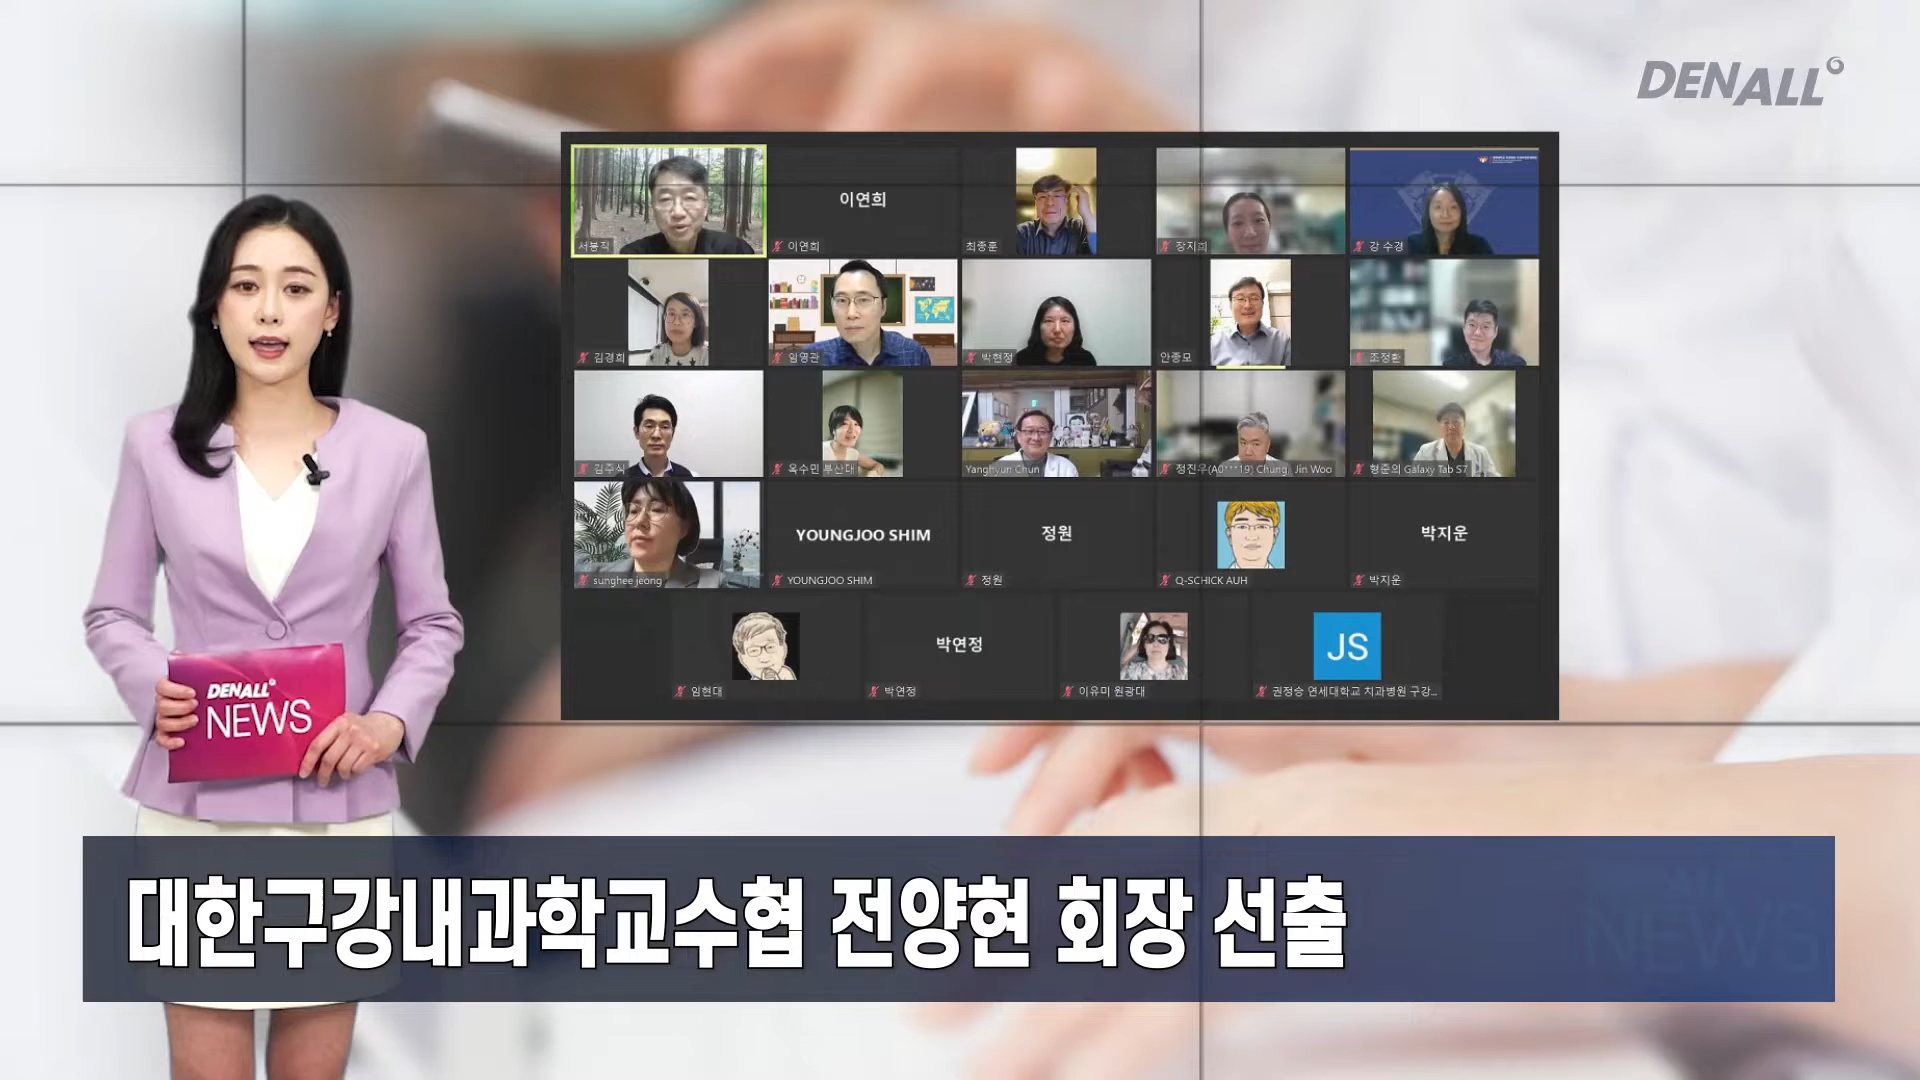 DENALL
서봉직
이연희
이연희
최종훈
장지희
강 수경
김경희
임영관
박현정
안종모
조정환
김주식
옥수민 부산대
Yanghyun Chun
정진우(A0***19) Chung, Jin Woo
형준의 Galaxy Tab S7
sunghee jeong
YOUNGJOO SHIM
YOUNGJOO SHIM
정원
정원
Q-SCHICK AUH
박지운
박지운
임현대
박연정
박연정
이유미 원광대
JS
권정승 연세대학교 치과병원 구강...
DENALL
NEWS
대한구강내과학교수협 전양현 회장 선출
NEWS